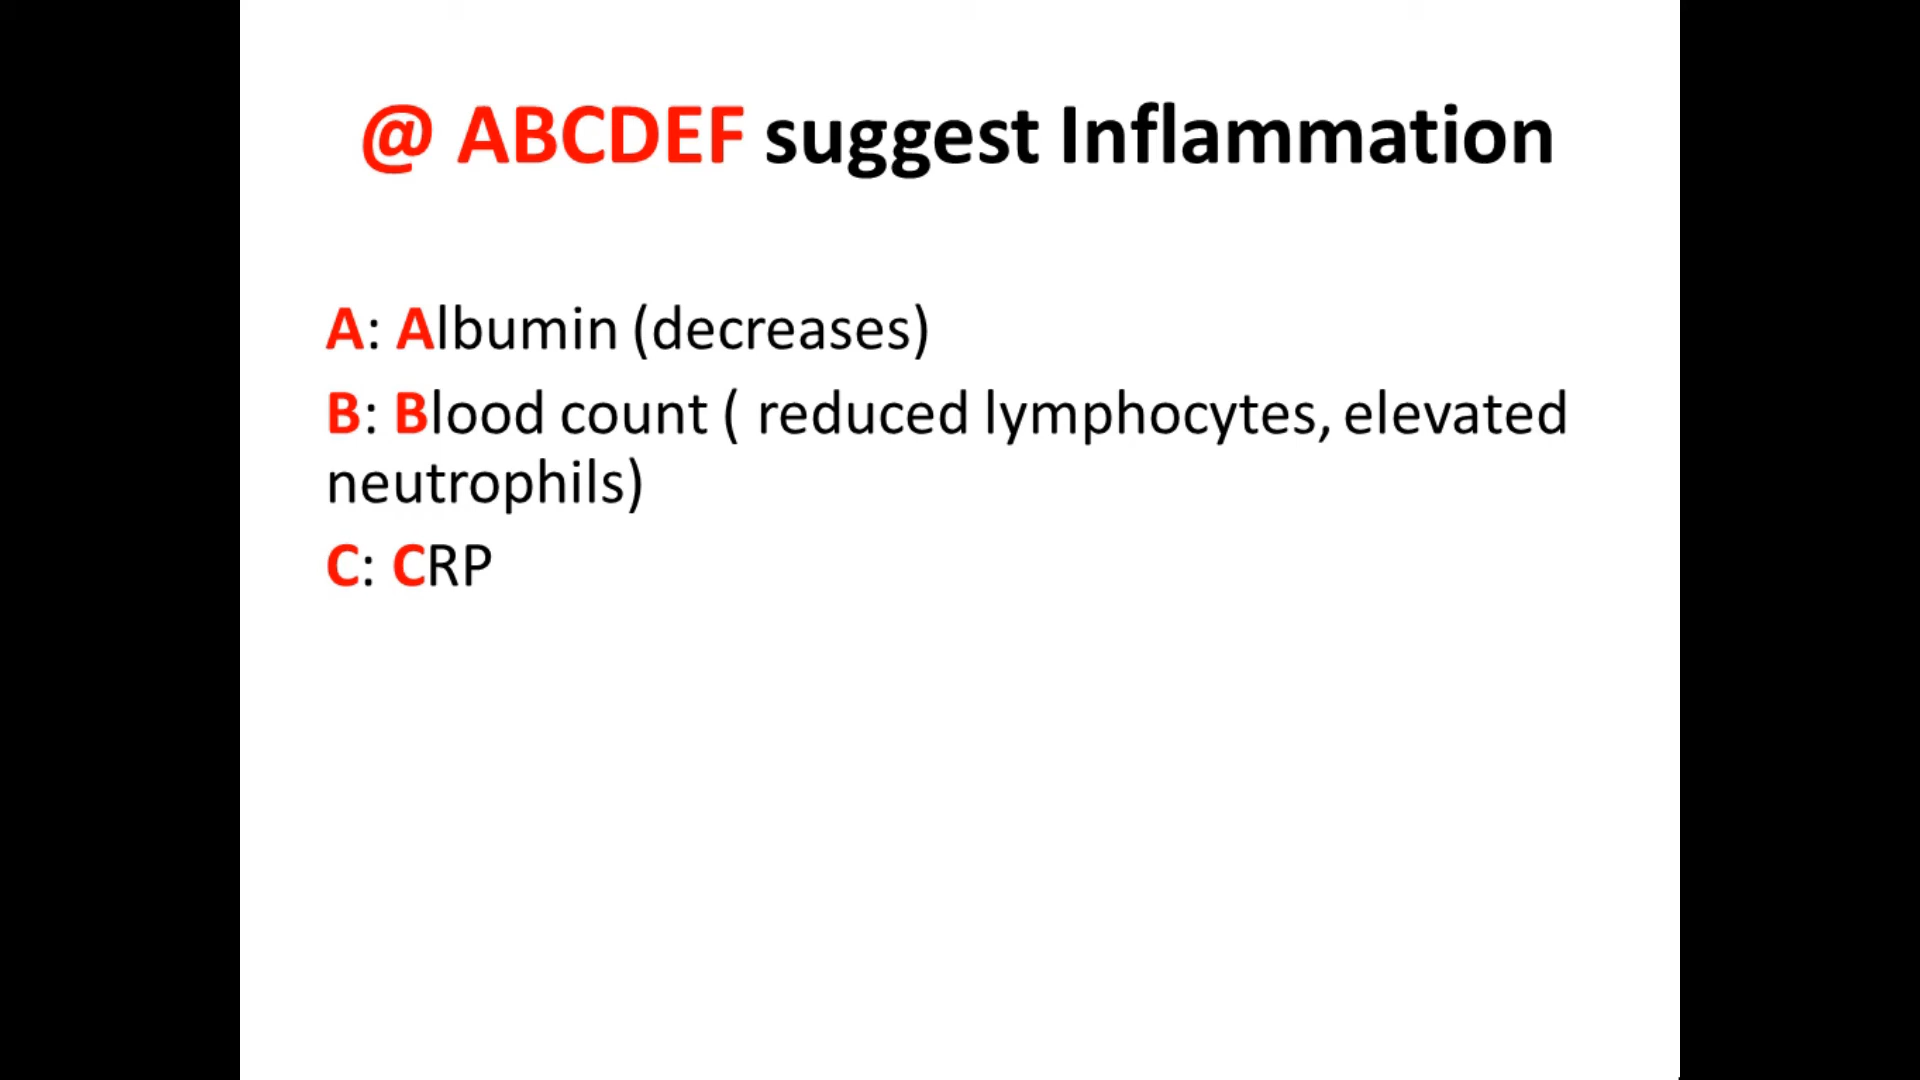 @ ABCDEF suggest Inflammation
A: Albumin (decreases)
B: Blood count ( reduced lymphocytes, elevated
neutrophils)
C: CRP